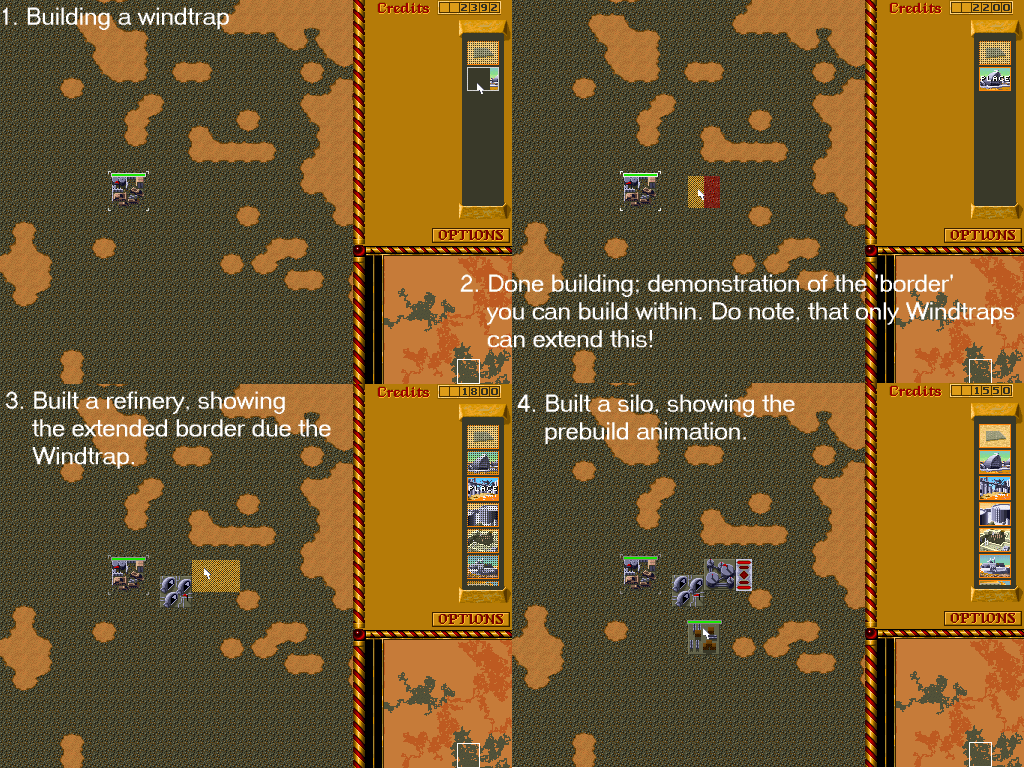 1. Building a windtrap
Credits 2392
PLACE
OPTIONS
Credits 2200
OPTIONS
2. Done building; demonstration of the 'border'
you can build within. Do note, that only Windtraps
can extend this!
3. Built a refinery, showing
the extended border due the
Windtrap.
Credits 1800
PLACE
OPTIONS
4. Built a silo, showing the
prebuild animation.
Credits 1550
OPTIONS